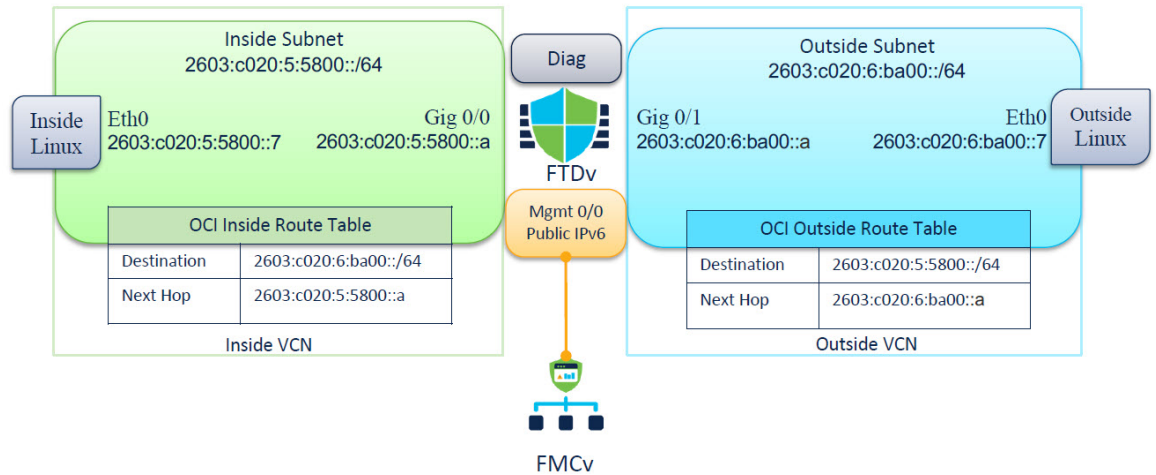 Inside Subnet
2603:c020:5:5800::/64
Inside
Linux
Eth0
2603:c020:5:5800::7
Gig 0/0
2603:c020:5:5800::a
OCI Inside Route Table
Destination
2603:c020:6:ba00::/64
Next Hop
2603:c020:5:5800::a
Inside VCN
Diag
FTDv
Mgmt 0/0
Public IPv6
FMCv
Outside Subnet
2603:c020:6:ba00::/64
Gig 0/1
2603:c020:6:ba00::a
Eth0
2603:c020:6:ba00::7
Outside
Linux
OCI Outside Route Table
Destination
2603:c020:5:5800::/64
Next Hop
2603:c020:6:ba00::a
Outside VCN